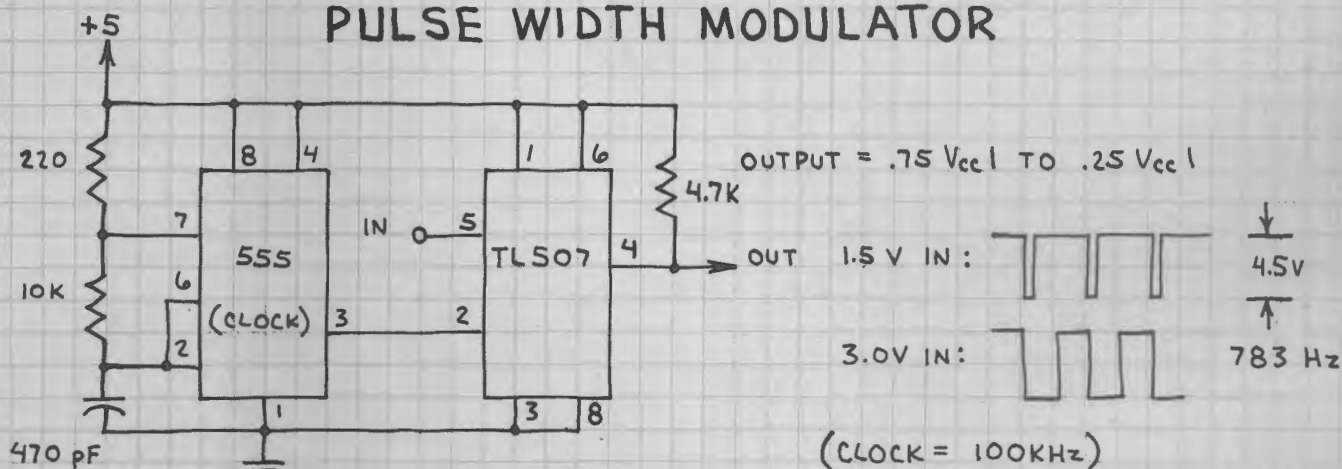 PULSE WIDTH MODULATOR
+5
220
8
4
1
6
4.7K
OUTPUT = .75 Vcc1 TO .25 Vcc1
7
IN
5
555
TL507
4
OUT
1.5 V IN:
4.5V
10K
6
(CLOCK)
3
2
2
3.0V IN:
783 Hz
1
3
8
470 pF
(CLOCK = 100KHz)